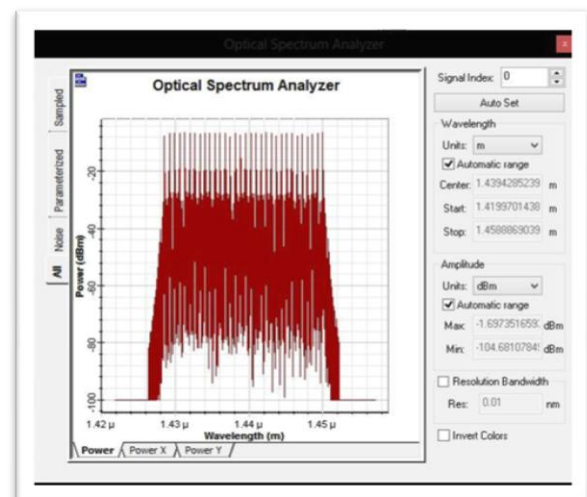 Optical Spectrum Analyzer
x
Sampled
Parameterized
Noise
All
Optical Spectrum Analyzer
Power (dBm)
-20
-40
-60
-80
-100
1.42 µ
1.43 µ
1.44 µ
1.45 µ
Wavelength (m)
Power
Power X
Power Y
Signal Index: 0
Auto Set
Wavelength
Units: m
Automatic range
Center: 1.4394285239 m
Start: 1.4199701438 m
Stop: 1.4588869039 m
Amplitude
Units: dBm
Automatic range
Max: -1.6973516592 dBm
Min: -104.6810784 dBm
Resolution Bandwidth
Res: 0.01 nm
Invert Colors